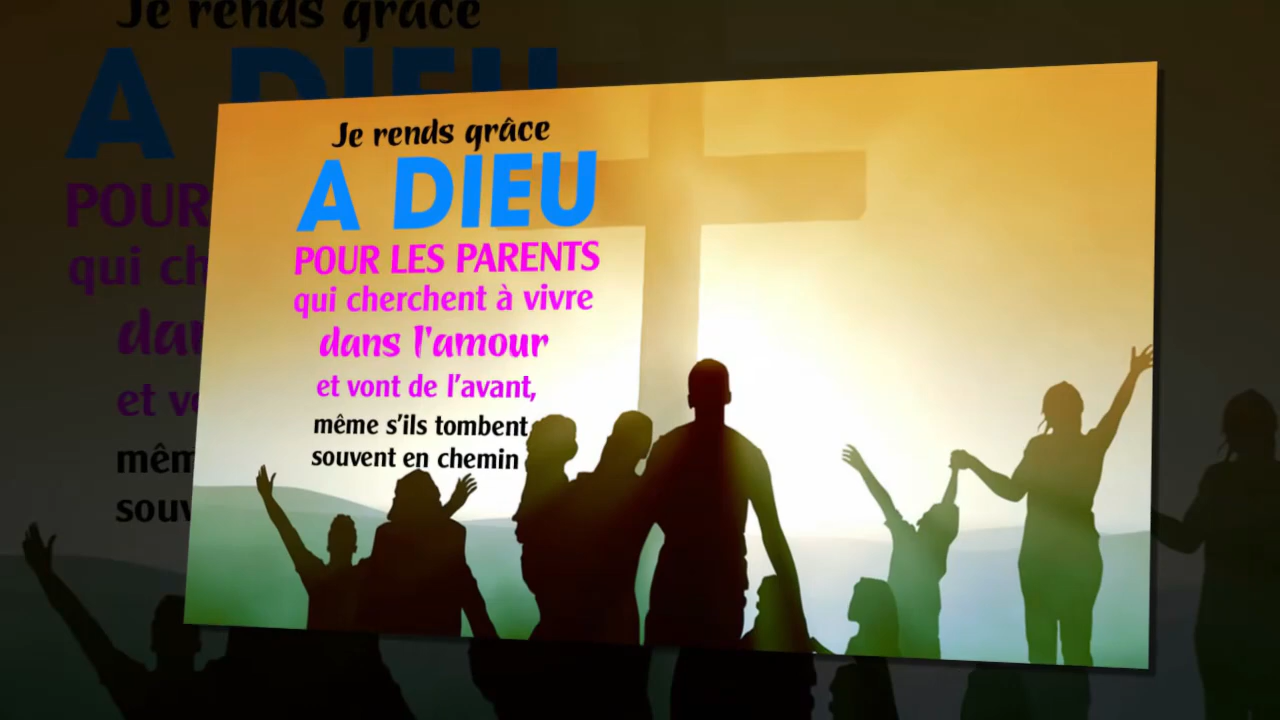 Je rends grâce
A DIEU
POUR LES PARENTS
qui cherchent à vivre
dans l'amour
et vont de l'avant,
même s'ils tombent
souvent en chemin